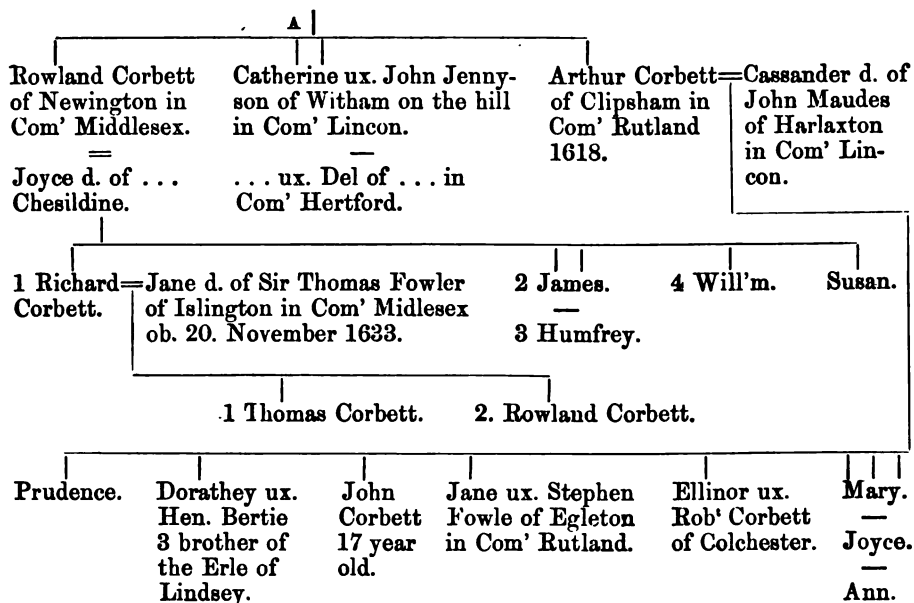 A
Rowland Corbett
of Newington in
Com' Middlesex.
=
Joyce d. of ...
Chesildine.
Catherine ux. John Jenny-
son of Witham on the hill
in Com' Lincon.
—
... ux. Del of ... in
Com' Hertford.
Arthur Corbett=
of Clipsham in
Com' Rutland
1618.
Cassander d. of
John Maudes
of Harlaxton
in Com' Lin-
con.
1 Richard=
Corbett.
Jane d. of Sir Thomas Fowler
of Islington in Com' Midlesex
ob. 20. November 1633.
2 James.
—
3 Humfrey.
4 Will'm.
Susan.
1 Thomas Corbett.
2. Rowland Corbett.
Prudence.
Dorathey ux.
Hen. Bertie
3 brother of
the Erle of
Lindsey.
John
Corbett
17 year
old.
Jane ux. Stephen
Fowle of Egleton
in Com' Rutland.
Ellinor ux.
Robt Corbett
of Colchester.
Mary.
—
Joyce.
—
Ann.